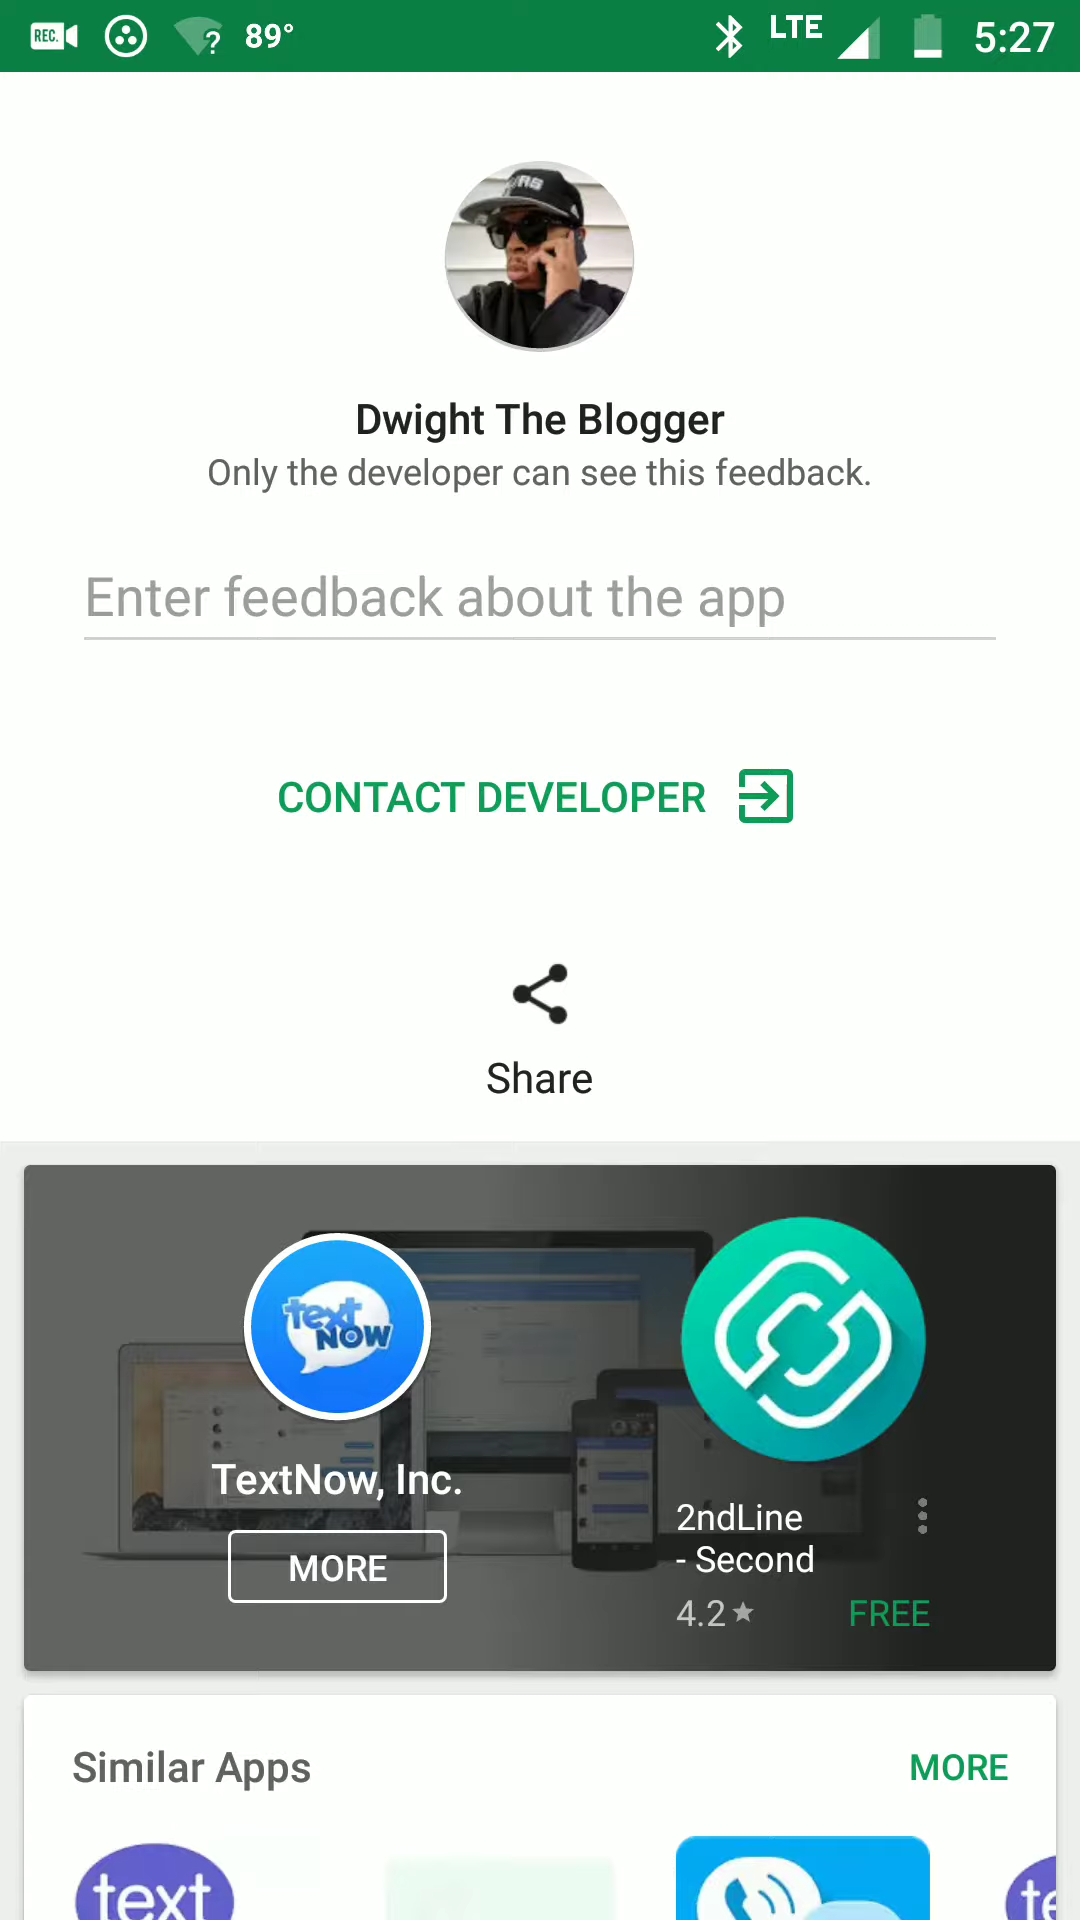 REC.
89°
LTE
5:27
Dwight The Blogger
Only the developer can see this feedback.
Enter feedback about the app
CONTACT DEVELOPER
Share
text
NOW
TextNow, Inc.
MORE
2ndLine
- Second
4.2
FREE
Similar Apps
MORE
text
te